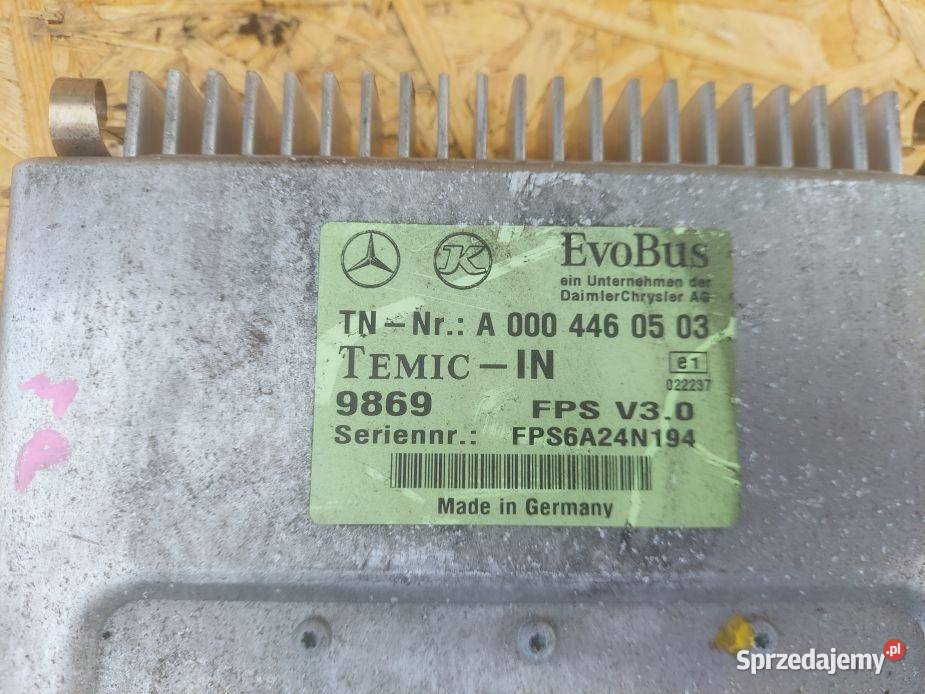 K EvoBus
ein Unternehmen der
DaimlerChrysler AG
TN-Nr.: A 000 446 05 03
TEMIC -IN e1
022237
9869 FPS V3.0
Seriennr.: FPS6A24N194
Made in Germany
Sprzedajemy.pl